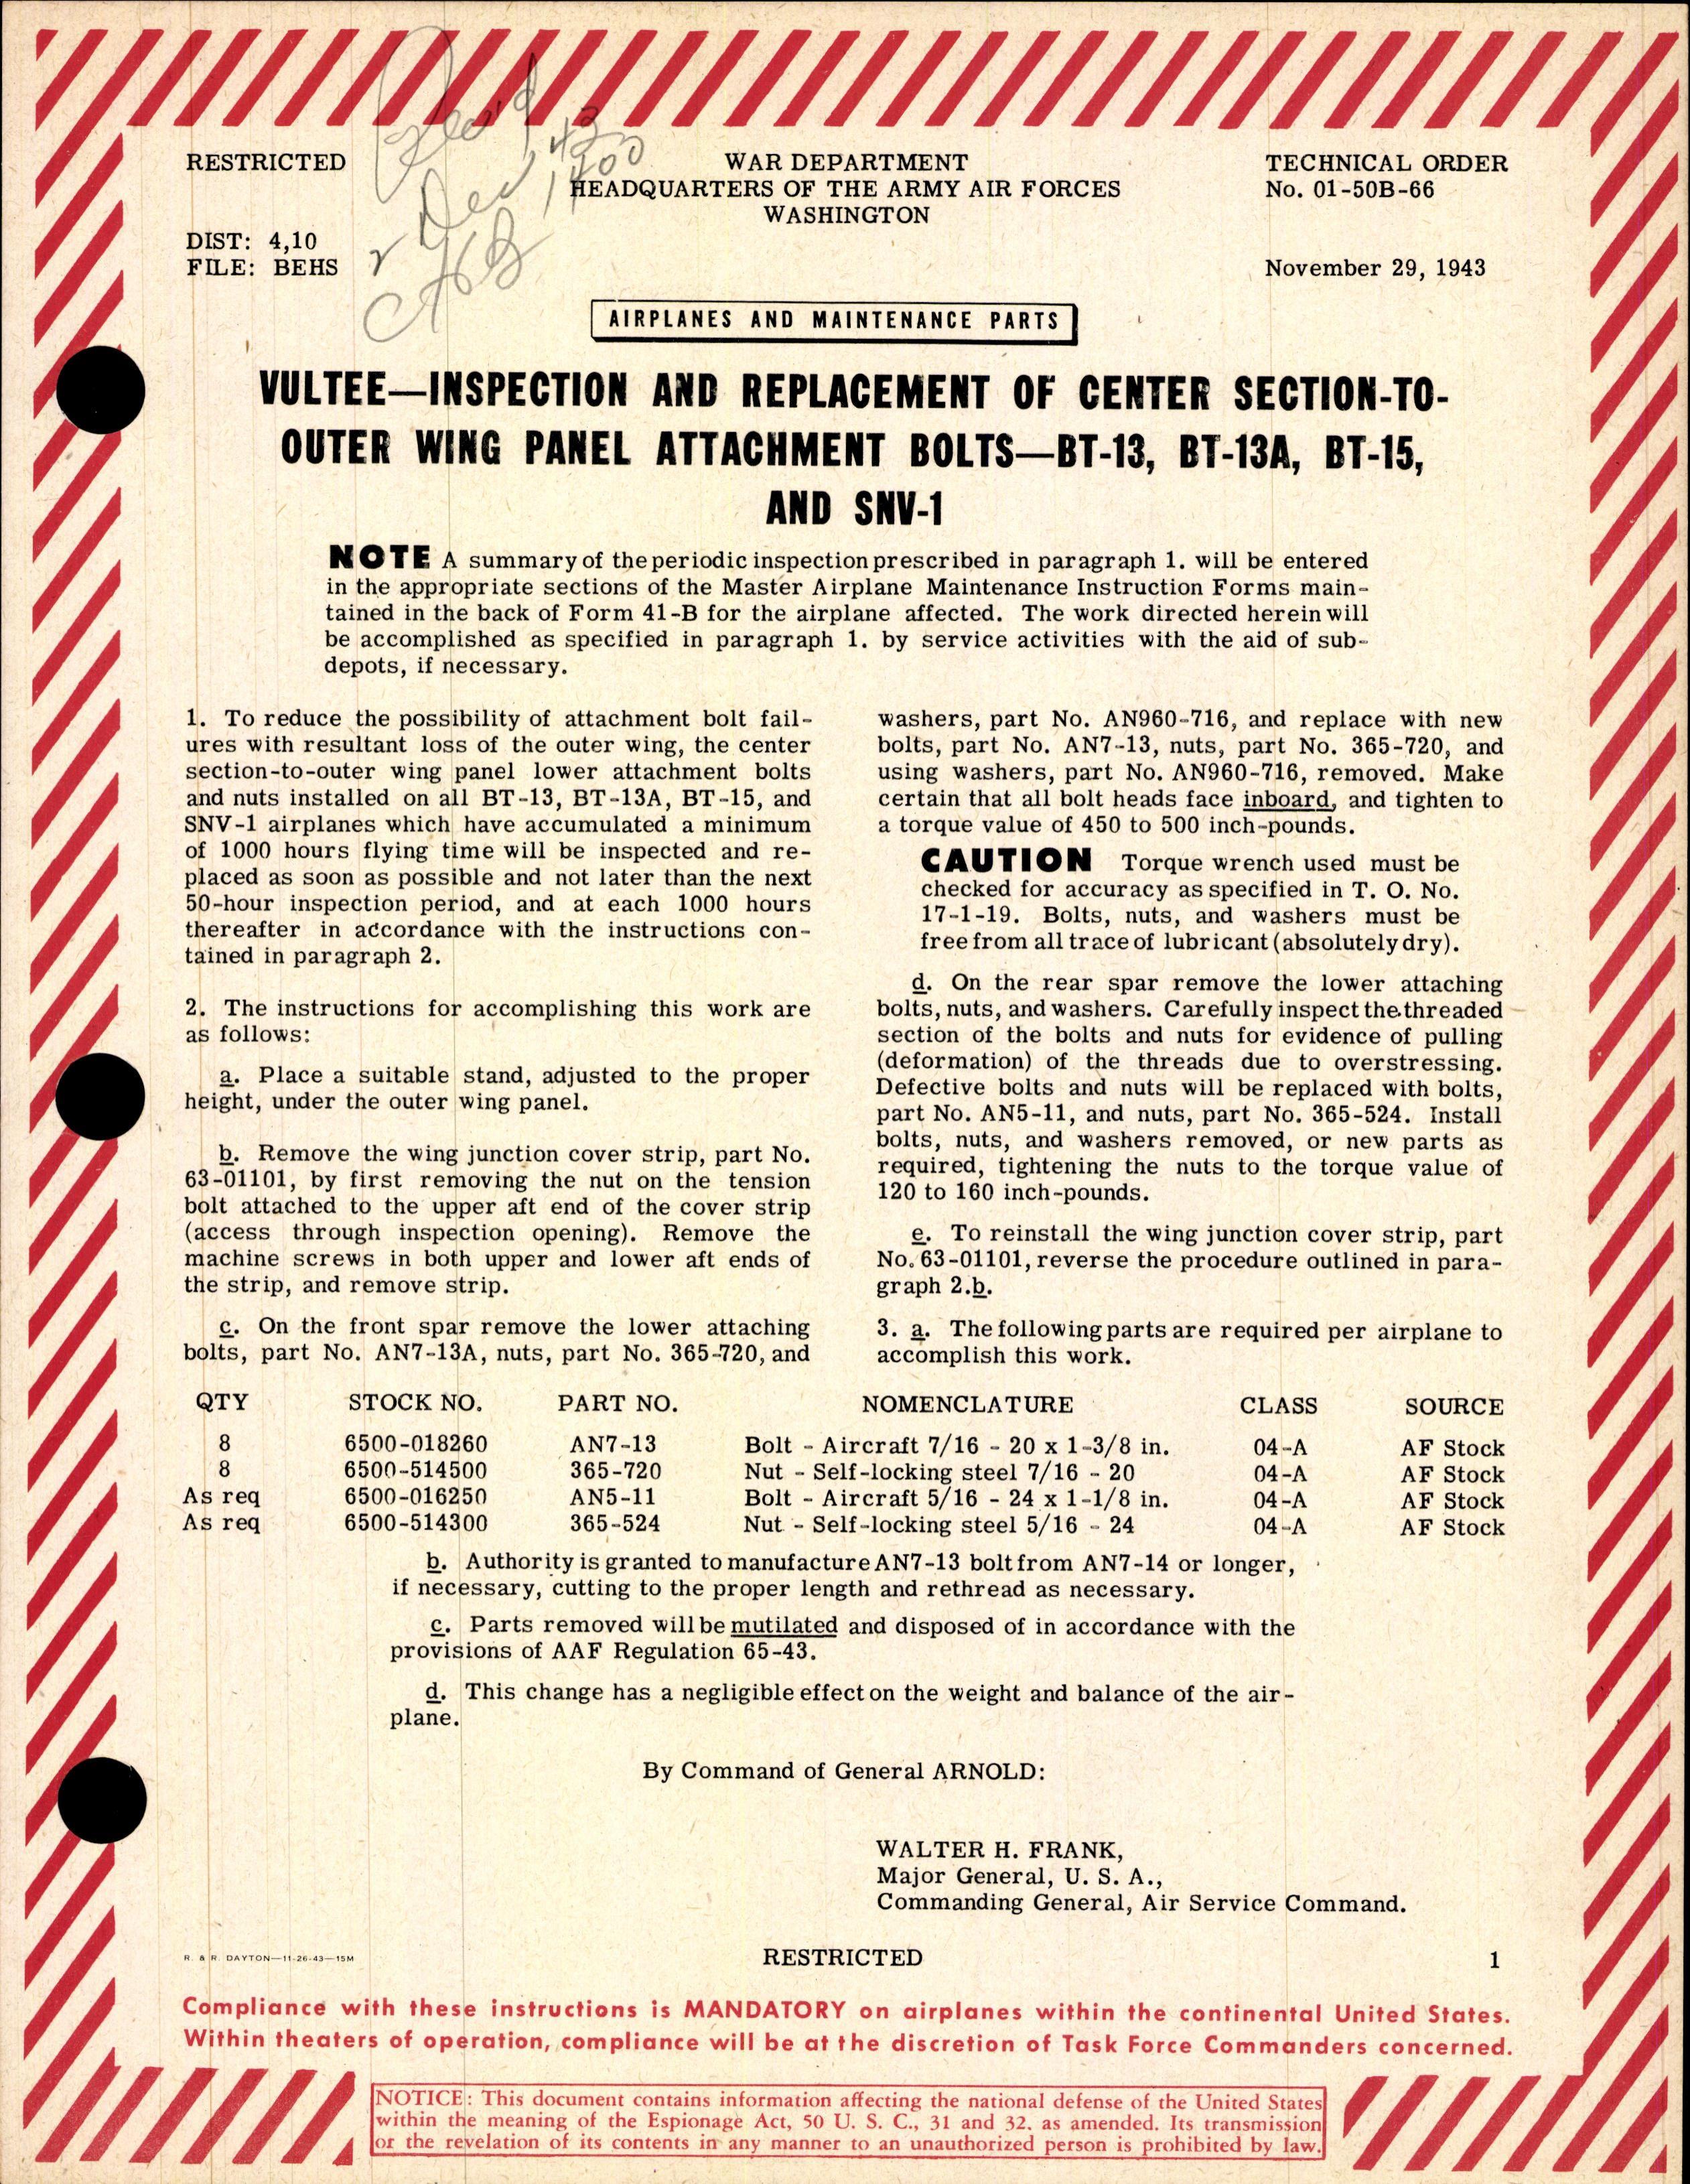 RESTRICTED
WAR DEPARTMENT
HEADQUARTERS OF THE ARMY AIR FORCES
WASHINGTON
TECHNICAL ORDER
No. 01-50B-66
DIST: 4,10
FILE: BEHS
November 29, 1943
Rec'd
Dec 1, 43
1400
AIRPLANES AND MAINTENANCE PARTS
VULTEE—INSPECTION AND REPLACEMENT OF CENTER SECTION-TO-
OUTER WING PANEL ATTACHMENT BOLTS—BT-13, BT-13A, BT-15,
AND SNV-1
NOTE A summary of the periodic inspection prescribed in paragraph 1. will be entered
in the appropriate sections of the Master Airplane Maintenance Instruction Forms main-
tained in the back of Form 41-B for the airplane affected. The work directed herein will
be accomplished as specified in paragraph 1. by service activities with the aid of sub-
depots, if necessary.
1. To reduce the possibility of attachment bolt fail-
ures with resultant loss of the outer wing, the center
section-to-outer wing panel lower attachment bolts
and nuts installed on all BT-13, BT-13A, BT-15, and
SNV-1 airplanes which have accumulated a minimum
of 1000 hours flying time will be inspected and re-
placed as soon as possible and not later than the next
50-hour inspection period, and at each 1000 hours
thereafter in accordance with the instructions con-
tained in paragraph 2.
2. The instructions for accomplishing this work are
as follows:
a. Place a suitable stand, adjusted to the proper
height, under the outer wing panel.
b. Remove the wing junction cover strip, part No.
63-01101, by first removing the nut on the tension
bolt attached to the upper aft end of the cover strip
(access through inspection opening). Remove the
machine screws in both upper and lower aft ends of
the strip, and remove strip.
c. On the front spar remove the lower attaching
bolts, part No. AN7-13A, nuts, part No. 365-720, and
washers, part No. AN960-716, and replace with new
bolts, part No. AN7-13, nuts, part No. 365-720, and
using washers, part No. AN960-716, removed. Make
certain that all bolt heads face inboard, and tighten to
a torque value of 450 to 500 inch-pounds.
CAUTION Torque wrench used must be
checked for accuracy as specified in T. O. No.
17-1-19. Bolts, nuts, and washers must be
free from all trace of lubricant (absolutely dry).
d. On the rear spar remove the lower attaching
bolts, nuts, and washers. Carefully inspect the threaded
section of the bolts and nuts for evidence of pulling
(deformation) of the threads due to overstressing.
Defective bolts and nuts will be replaced with bolts,
part No. AN5-11, and nuts, part No. 365-524. Install
bolts, nuts, and washers removed, or new parts as
required, tightening the nuts to the torque value of
120 to 160 inch-pounds.
e. To reinstall the wing junction cover strip, part
No. 63-01101, reverse the procedure outlined in para-
graph 2.b.
3. a. The following parts are required per airplane to
accomplish this work.
QTY STOCK NO. PART NO. NOMENCLATURE CLASS SOURCE
8 6500-018260 AN7-13 Bolt - Aircraft 7/16 - 20 x 1-3/8 in. 04-A AF Stock
8 6500-514500 365-720 Nut - Self-locking steel 7/16 - 20 04-A AF Stock
As req 6500-016250 AN5-11 Bolt - Aircraft 5/16 - 24 x 1-1/8 in. 04-A AF Stock
As req 6500-514300 365-524 Nut - Self-locking steel 5/16 - 24 04-A AF Stock
b. Authority is granted to manufacture AN7-13 bolt from AN7-14 or longer,
if necessary, cutting to the proper length and rethread as necessary.
c. Parts removed will be mutilated and disposed of in accordance with the
provisions of AAF Regulation 65-43.
d. This change has a negligible effect on the weight and balance of the air-
plane.
By Command of General ARNOLD:
WALTER H. FRANK,
Major General, U. S. A.,
Commanding General, Air Service Command.
R. & R. DAYTON—11-26-43—15M
RESTRICTED
1
Compliance with these instructions is MANDATORY on airplanes within the continental United States.
Within theaters of operation, compliance will be at the discretion of Task Force Commanders concerned.
NOTICE: This document contains information affecting the national defense of the United States
within the meaning of the Espionage Act, 50 U. S. C., 31 and 32, as amended. Its transmission
or the revelation of its contents in any manner to an unauthorized person is prohibited by law.